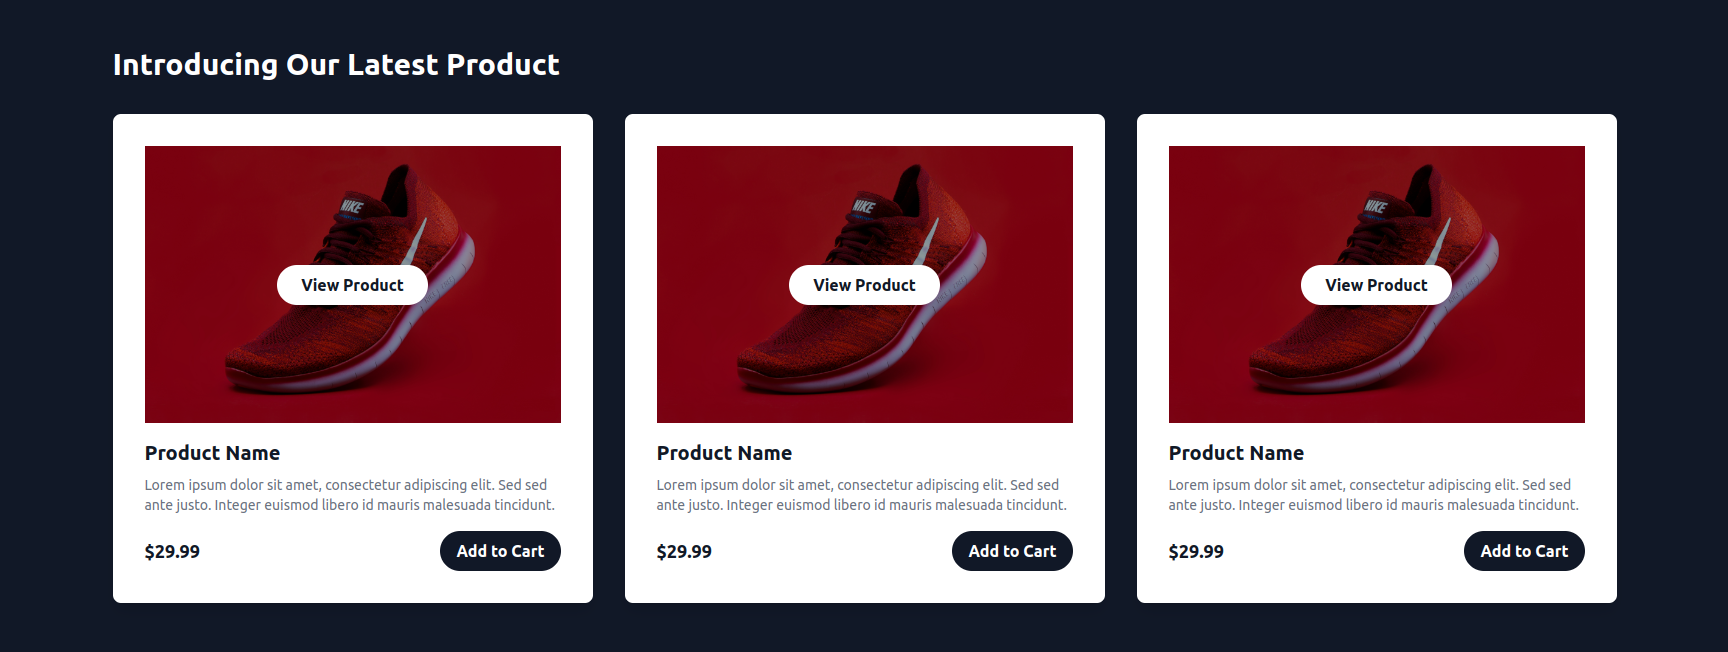 Introducing Our Latest Product
NIKE
View Product
Product Name
Lorem ipsum dolor sit amet, consectetur adipiscing elit. Sed sed
ante justo. Integer euismod libero id mauris malesuada tincidunt.
$29.99
Add to Cart
NIKE
View Product
Product Name
Lorem ipsum dolor sit amet, consectetur adipiscing elit. Sed sed
ante justo. Integer euismod libero id mauris malesuada tincidunt.
$29.99
Add to Cart
NIKE
View Product
Product Name
Lorem ipsum dolor sit amet, consectetur adipiscing elit. Sed sed
ante justo. Integer euismod libero id mauris malesuada tincidunt.
$29.99
Add to Cart